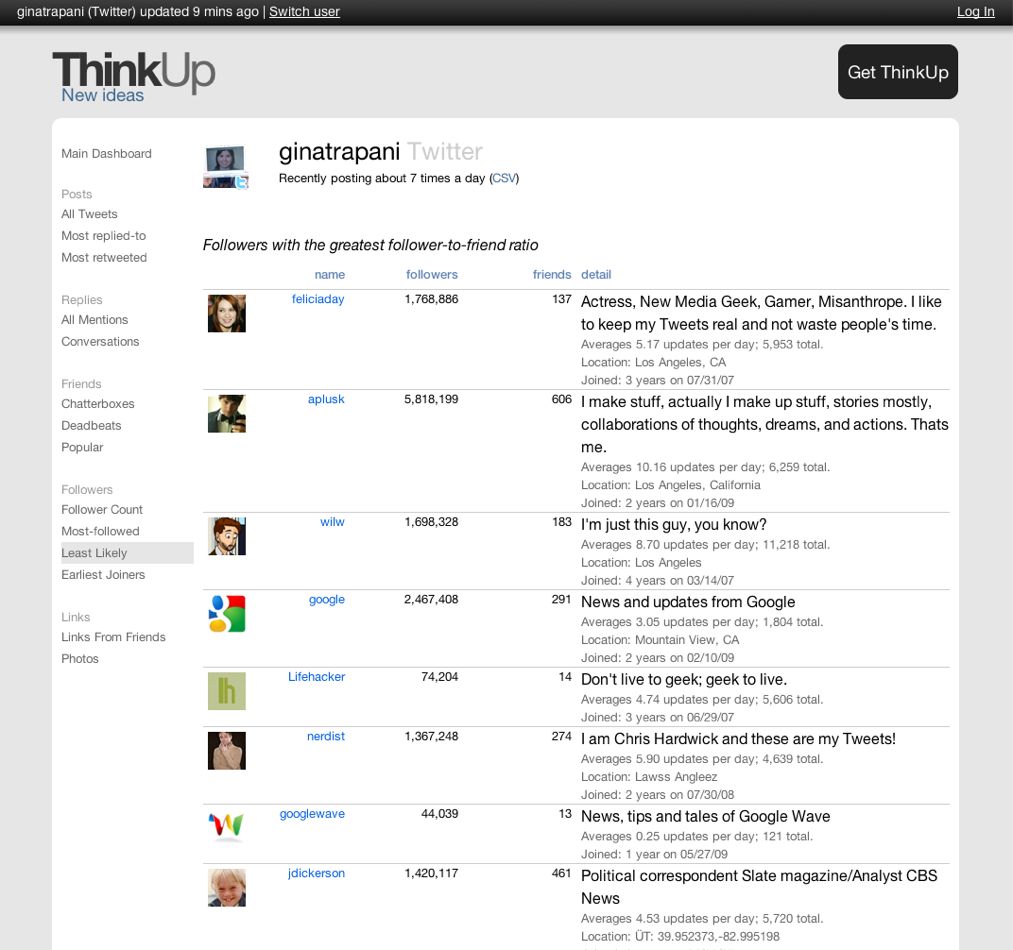 ginatrapani (Twitter) updated 9 mins ago | Switch user
Log In
ThinkUp
New ideas
Get ThinkUp
Main Dashboard
Posts
All Tweets
Most replied-to
Most retweeted
Replies
All Mentions
Conversations
Friends
Chatterboxes
Deadbeats
Popular
Followers
Follower Count
Most-followed
Least Likely
Earliest Joiners
Links
Links From Friends
Photos
ginatrapani Twitter
Recently posting about 7 times a day (CSV)
Followers with the greatest follower-to-friend ratio
name followers friends detail
feliciaday 1,768,886 137 Actress, New Media Geek, Gamer, Misanthrope. I like
to keep my Tweets real and not waste people's time.
Averages 5.17 updates per day; 5,953 total.
Location: Los Angeles, CA
Joined: 3 years on 07/31/07
aplusk 5,818,199 606 I make stuff, actually I make up stuff, stories mostly,
collaborations of thoughts, dreams, and actions. Thats
me.
Averages 10.16 updates per day; 6,259 total.
Location: Los Angeles, California
Joined: 2 years on 01/16/09
wilw 1,698,328 183 I'm just this guy, you know?
Averages 8.70 updates per day; 11,218 total.
Location: Los Angeles
Joined: 4 years on 03/14/07
google 2,467,408 291 News and updates from Google
Averages 3.05 updates per day; 1,804 total.
Location: Mountain View, CA
Joined: 2 years on 02/10/09
Lifehacker 74,204 14 Don't live to geek; geek to live.
Averages 4.74 updates per day; 5,606 total.
Joined: 3 years on 06/29/07
nerdist 1,367,248 274 I am Chris Hardwick and these are my Tweets!
Averages 5.90 updates per day; 4,639 total.
Location: Lawss Angleez
Joined: 2 years on 07/30/08
googlewave 44,039 13 News, tips and tales of Google Wave
Averages 0.25 updates per day; 121 total.
Joined: 1 year on 05/27/09
jdickerson 1,420,117 461 Political correspondent Slate magazine/Analyst CBS
News
Averages 4.53 updates per day; 5,720 total.
Location: ÜT: 39.952373,-82.995198